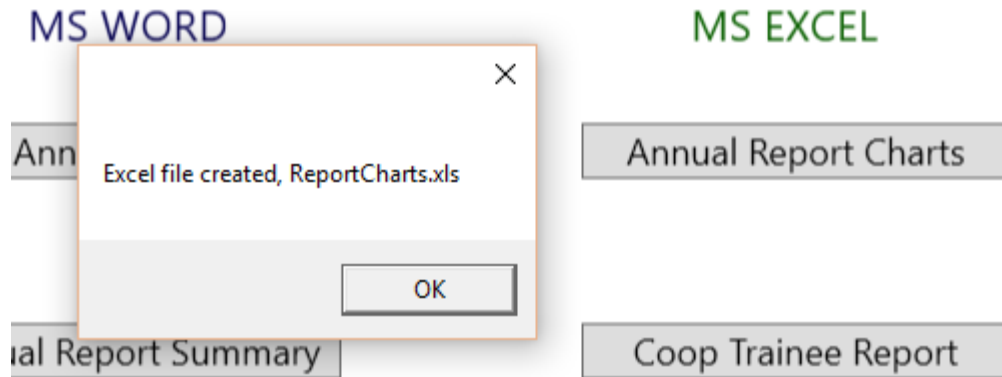 MS WORD
MS EXCEL
Ann
Annual Report Charts
Excel file created, ReportCharts.xls
OK
ual Report Summary
Coop Trainee Report